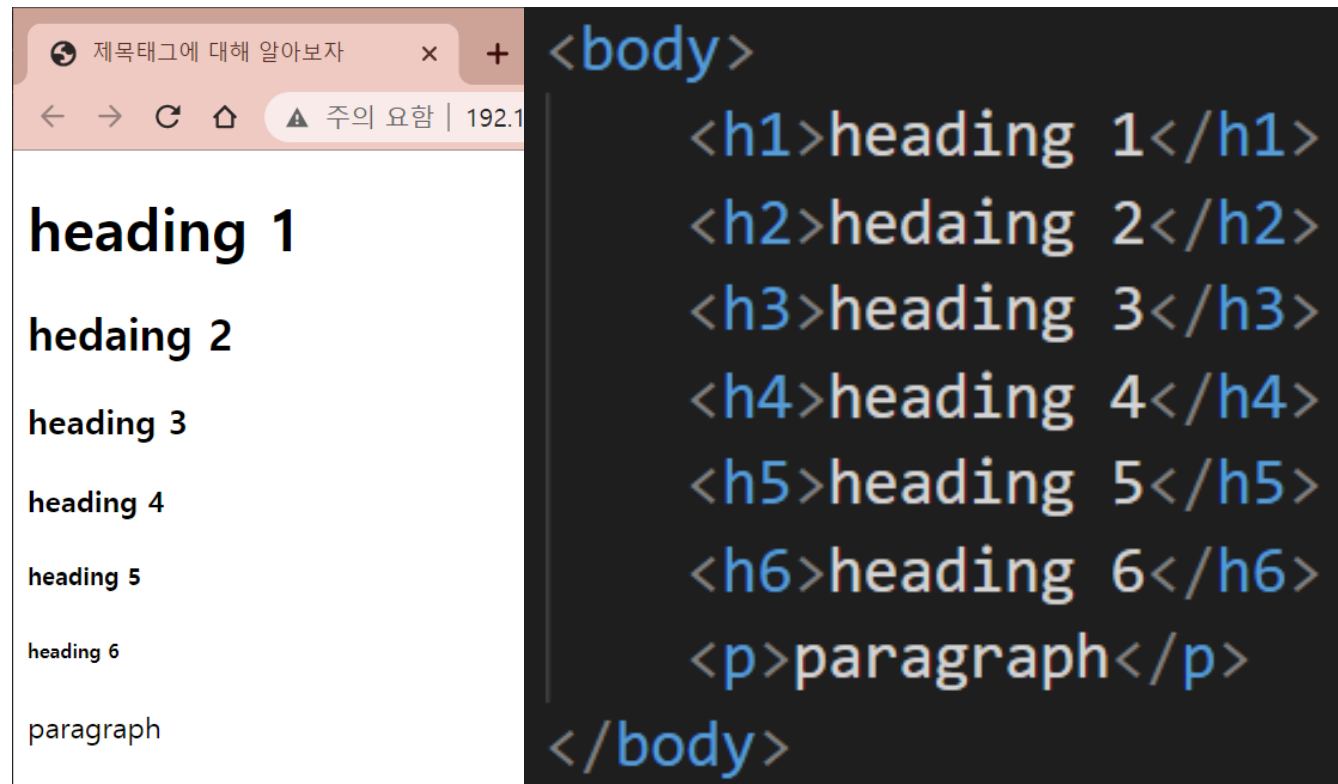 제목태그에 대해 알아보자
주의 요함 192.1
heading 1
hedaing 2
heading 3
heading 4
heading 5
heading 6
paragraph
<body>
<h1>heading 1</h1>
<h2>hedaing 2</h2>
<h3>heading 3</h3>
<h4>heading 4</h4>
<h5>heading 5</h5>
<h6>heading 6</h6>
<p>paragraph</p>
</body>